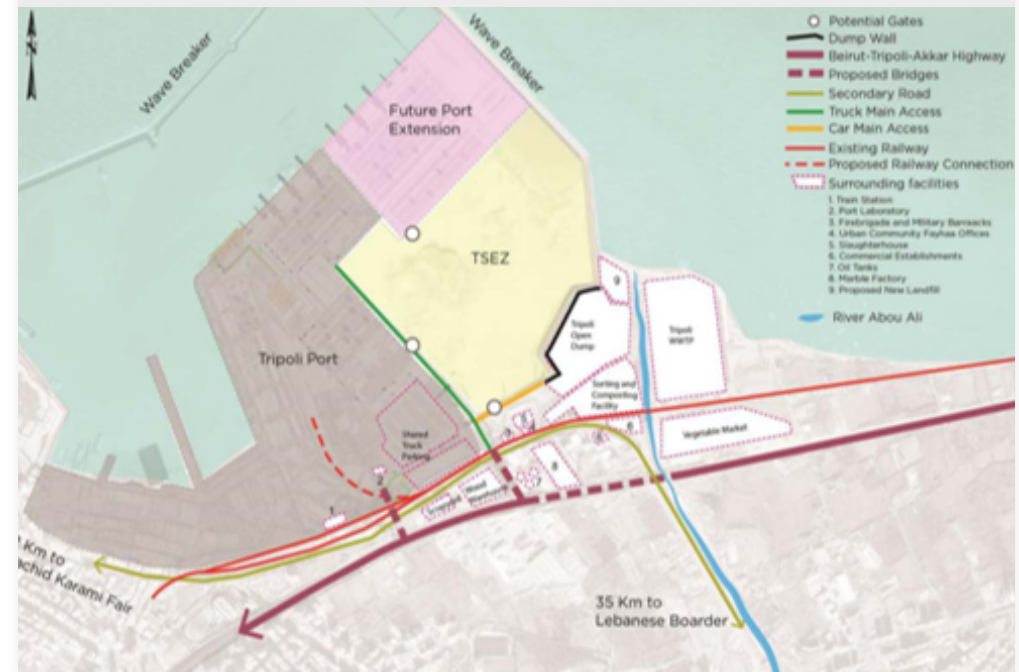 N
Wave Breaker
Wave Breaker
Future Port
Extension
TSEZ
Tripoli Port
Shared
Truck
Parking
Tripoli
Open
Dump
Sorting and
Composting
Facility
Tripoli
WWTP
Vegetable Market
1
2
3
4
5
6
6
7
8
9
Km to
achid Karami Fair
35 Km to
Lebanese Boarder
Potential Gates
Dump Wall
Beirut-Tripoli-Akkar Highway
Proposed Bridges
Secondary Road
Truck Main Access
Car Main Access
Existing Railway
Proposed Railway Connection
Surrounding facilities
1. Train Station
2. Port Laboratory
3. Firebrigade and Military Barracks
4. Urban Community Fayhaa Offices
5. Slaughterhouse
6. Commercial Establishments
7. Oil Tanks
8. Marble Factory
9. Proposed New Landfill
River Abou Ali